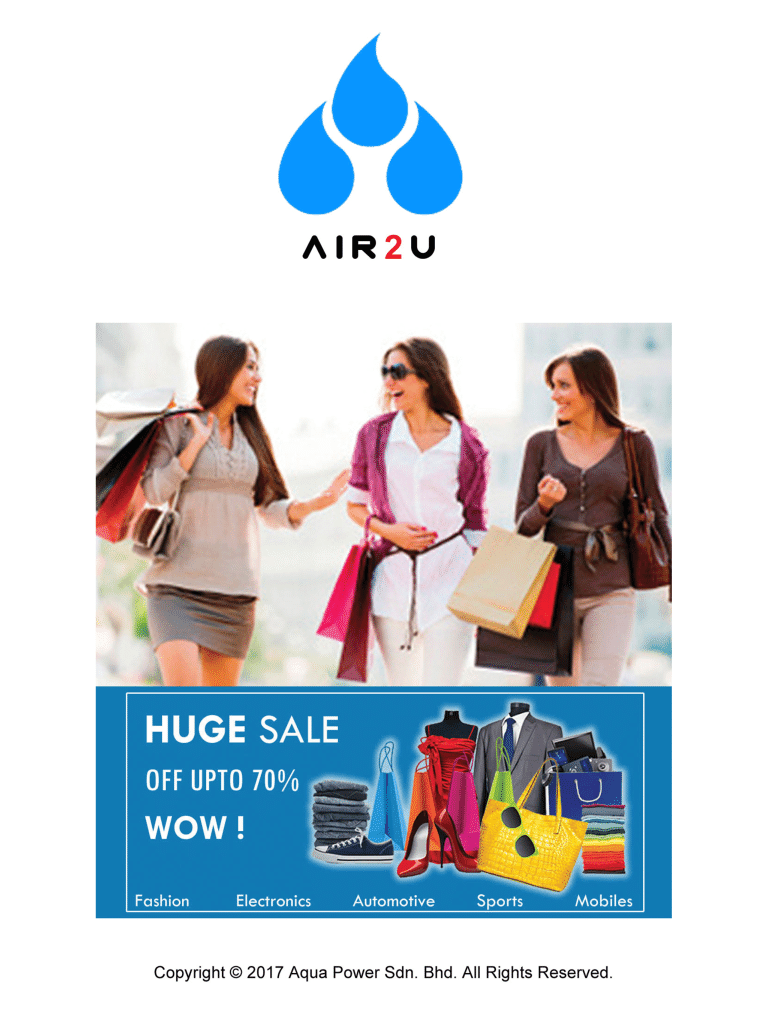 AIR2U
HUGE SALE
OFF UPTO 70%
WOW !
Fashion Electronics Automotive Sports Mobiles
Copyright © 2017 Aqua Power Sdn. Bhd. All Rights Reserved.